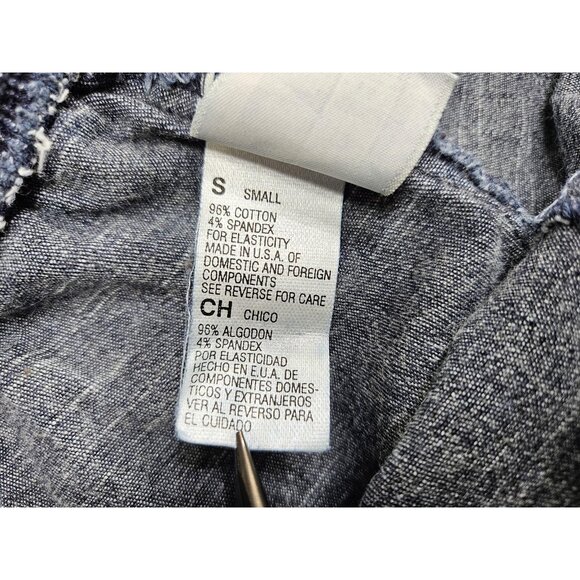 S SMALL
96% COTTON
4% SPANDEX
FOR ELASTICITY
MADE IN U.S.A. OF
DOMESTIC AND FOREIGN
COMPONENTS
SEE REVERSE FOR CARE
CH CHICO
96% ALGODON
4% SPANDEX
POR ELASTICIDAD
HECHO EN E.U.A. DE
COMPONENTES DOMES-
TICOS Y EXTRANJEROS
VER AL REVERSO PARA
EL CUIDADO